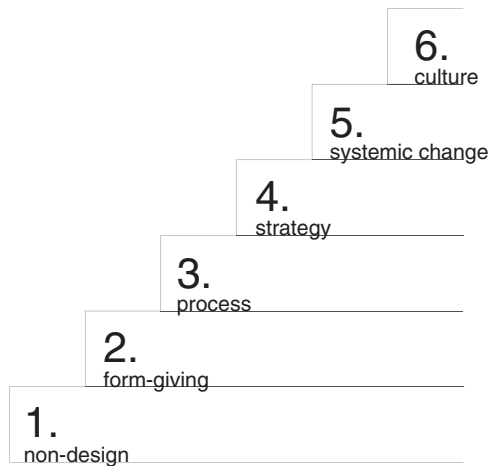 6.
culture
5.
systemic change
4.
strategy
3.
process
2.
form-giving
1.
non-design